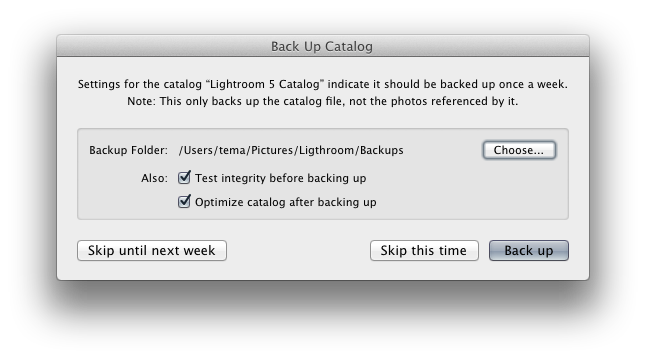 Back Up Catalog
Settings for the catalog “Lightroom 5 Catalog” indicate it should be backed up once a week.
Note: This only backs up the catalog file, not the photos referenced by it.
Backup Folder: /Users/tema/Pictures/Ligthroom/Backups Choose...
Also: Test integrity before backing up
Optimize catalog after backing up
Skip until next week Skip this time Back up